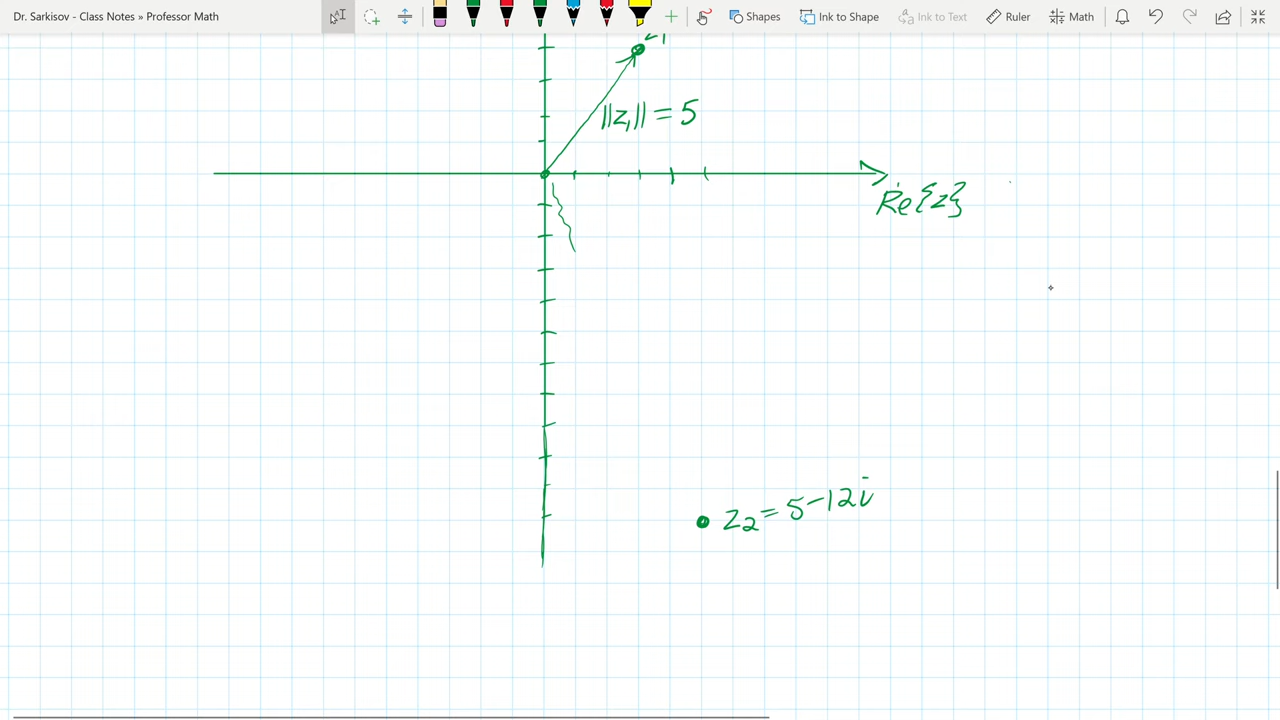 Dr. Sarkisov - Class Notes » Professor Math
Shapes
Ink to Shape
Ink to Text
Ruler
Math
z₁
||z₁|| = 5
Re{z}
z₂ = 5-12i